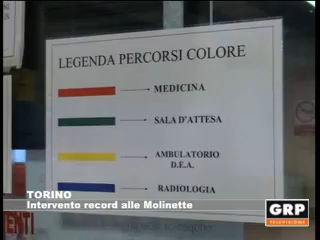 LEGENDA PERCORSI COLORE
MEDICINA
SALA D'ATTESA
AMBULATORIO
D.E.A.
RADIOLOGIA
TORINO
Intervento record alle Molinette
GRP
TELEVISIONE